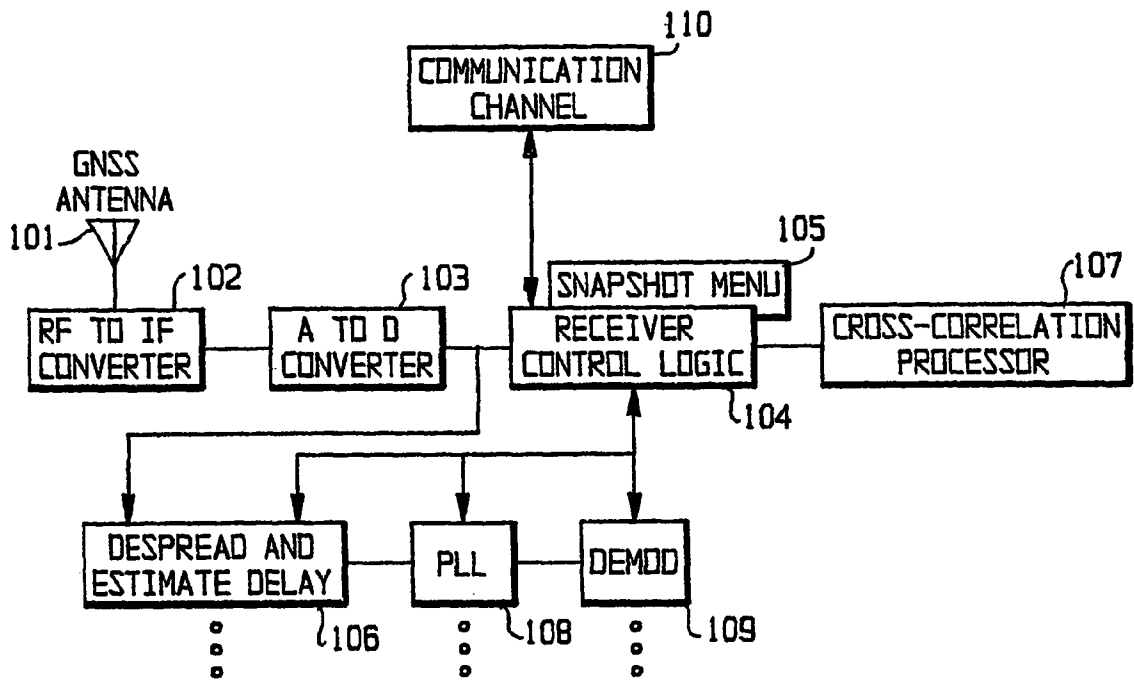 110
COMMUNICATION
CHANNEL
GNSS
ANTENNA
101
102
103
105
107
SNAPSHOT MENU
RF TO IF
CONVERTER
A TO D
CONVERTER
RECEIVER
CONTROL LOGIC
CROSS-CORRELATION
PROCESSOR
104
DESPREAD AND
ESTIMATE DELAY
PLL
DEMOD
106
108
109